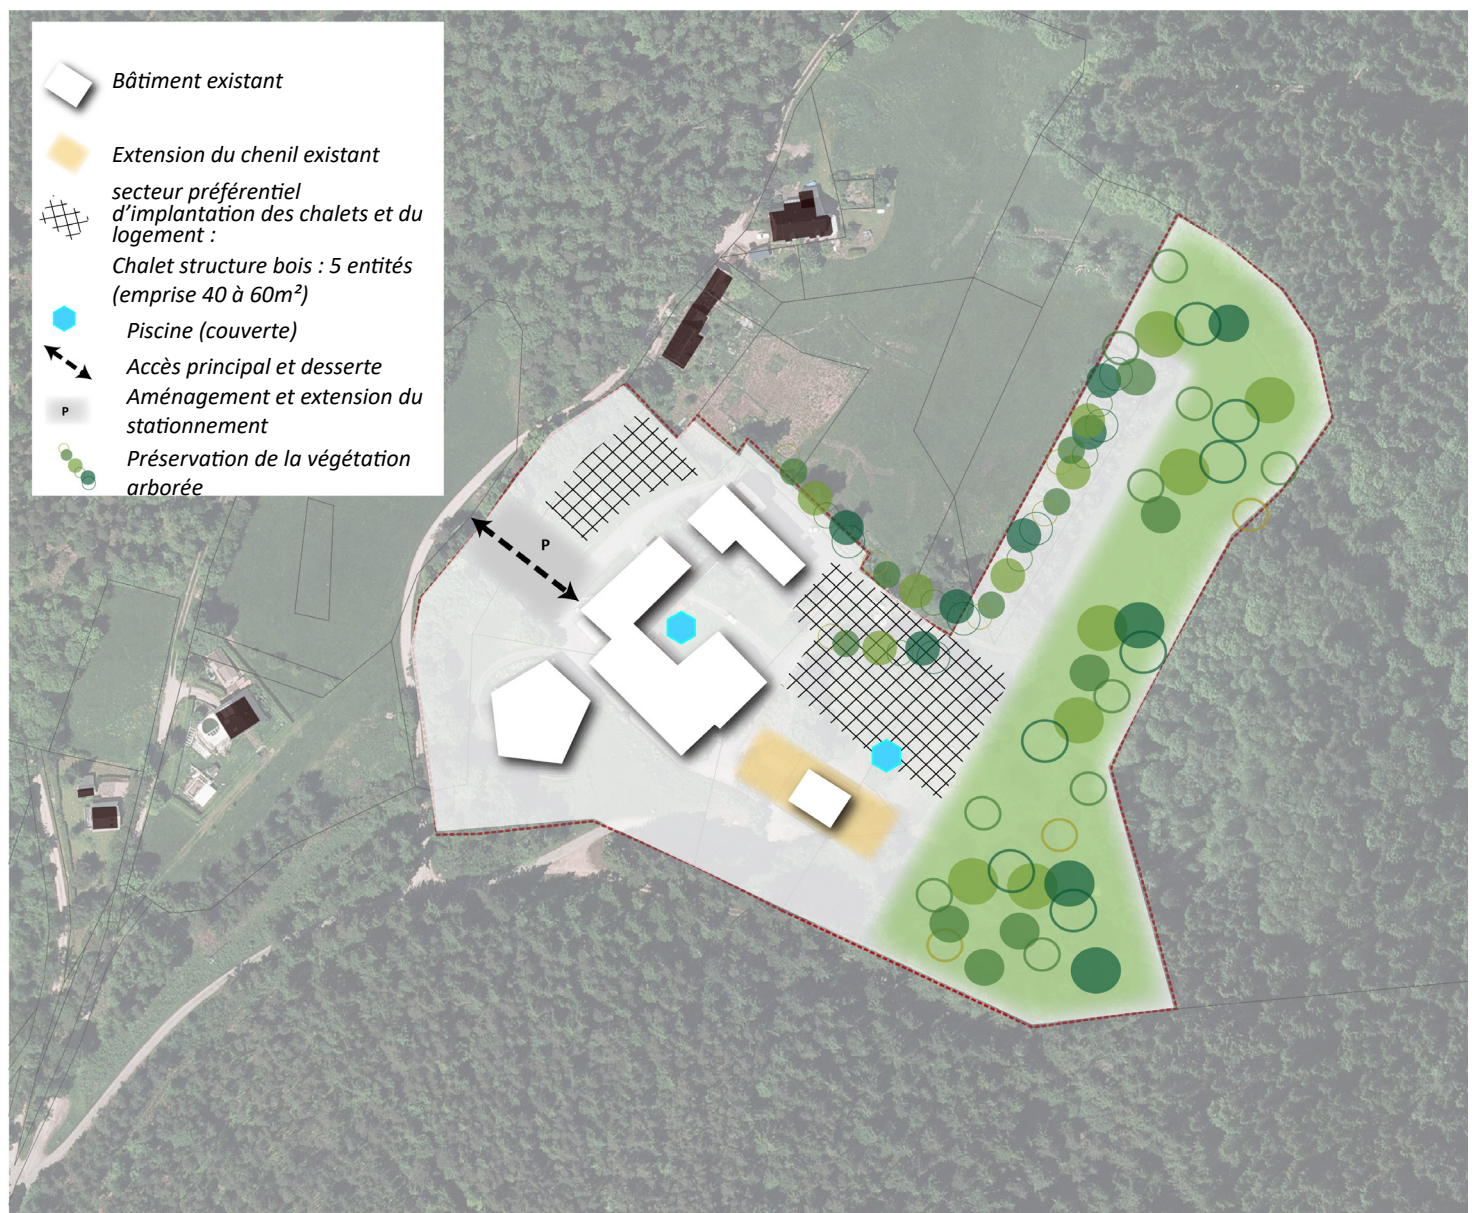 Bâtiment existant
Extension du chenil existant
secteur préférentiel
d'implantation des chalets et du
logement :
Chalet structure bois : 5 entités
(emprise 40 à 60m²)
Piscine (couverte)
Accès principal et desserte
P
Aménagement et extension du
stationnement
Préservation de la végétation
arborée
P